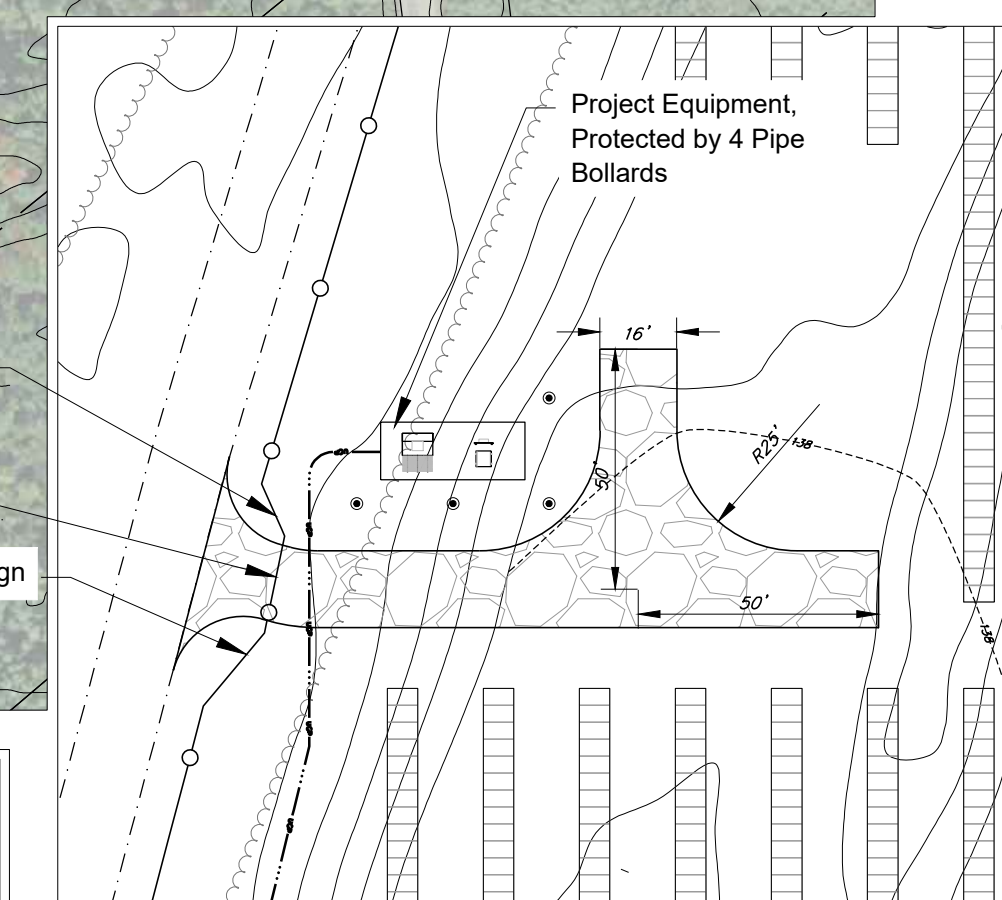 Project Equipment,
Protected by 4 Pipe
Bollards
16'
R25'
138
50'
gn
50'
138